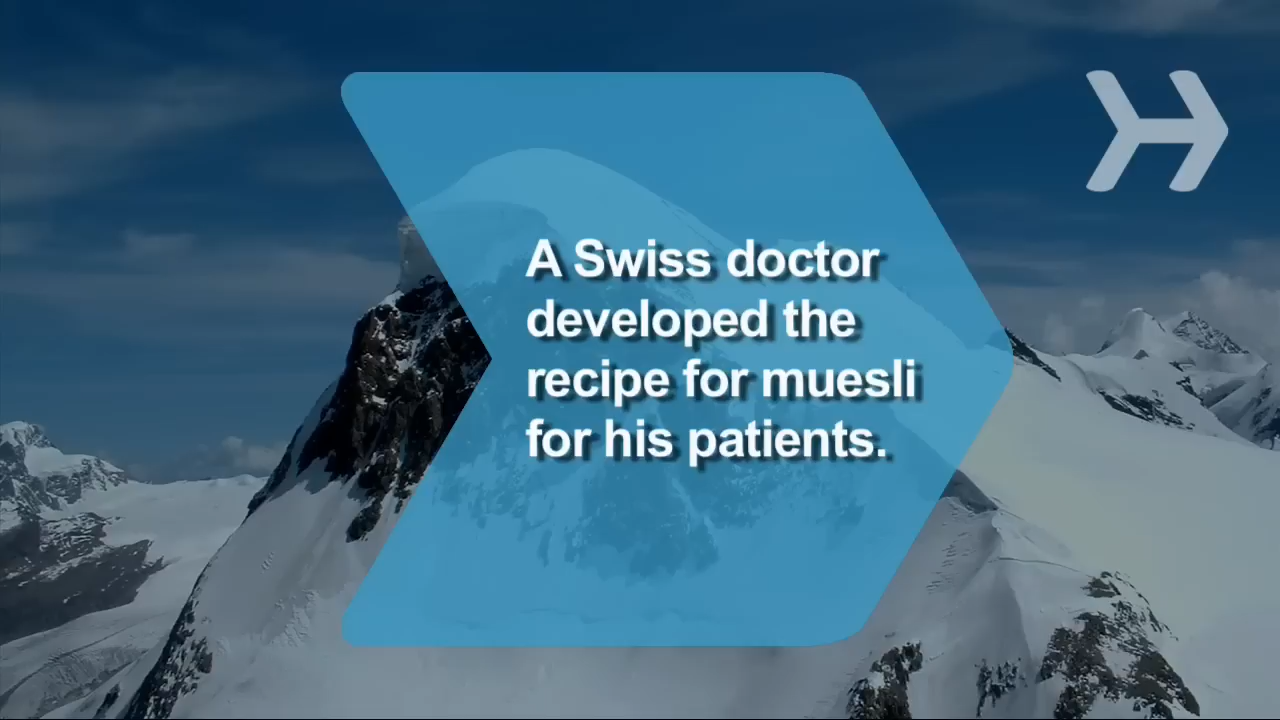 A Swiss doctor
developed the
recipe for muesli
for his patients.